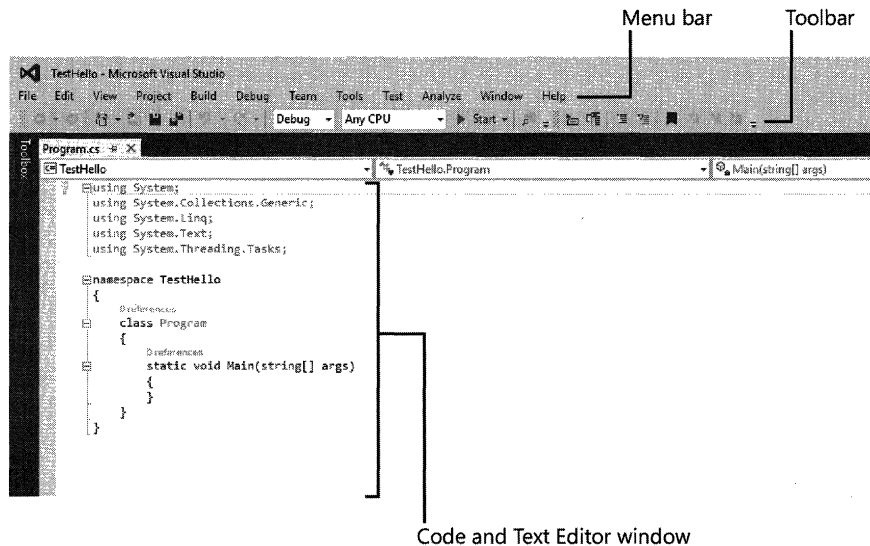 Menu bar Toolbar
TestHello - Microsoft Visual Studio
File Edit View Project Build Debug Team Tools Test Analyze Window Help
Debug Any CPU Start
Toolbox
Program.cs
TestHello TestHello.Program Main(string[] args)
using System;
using System.Collections.Generic;
using System.Linq;
using System.Text;
using System.Threading.Tasks;
namespace TestHello
{
0 references
class Program
{
0 references
static void Main(string[] args)
{
}
}
}
Code and Text Editor window